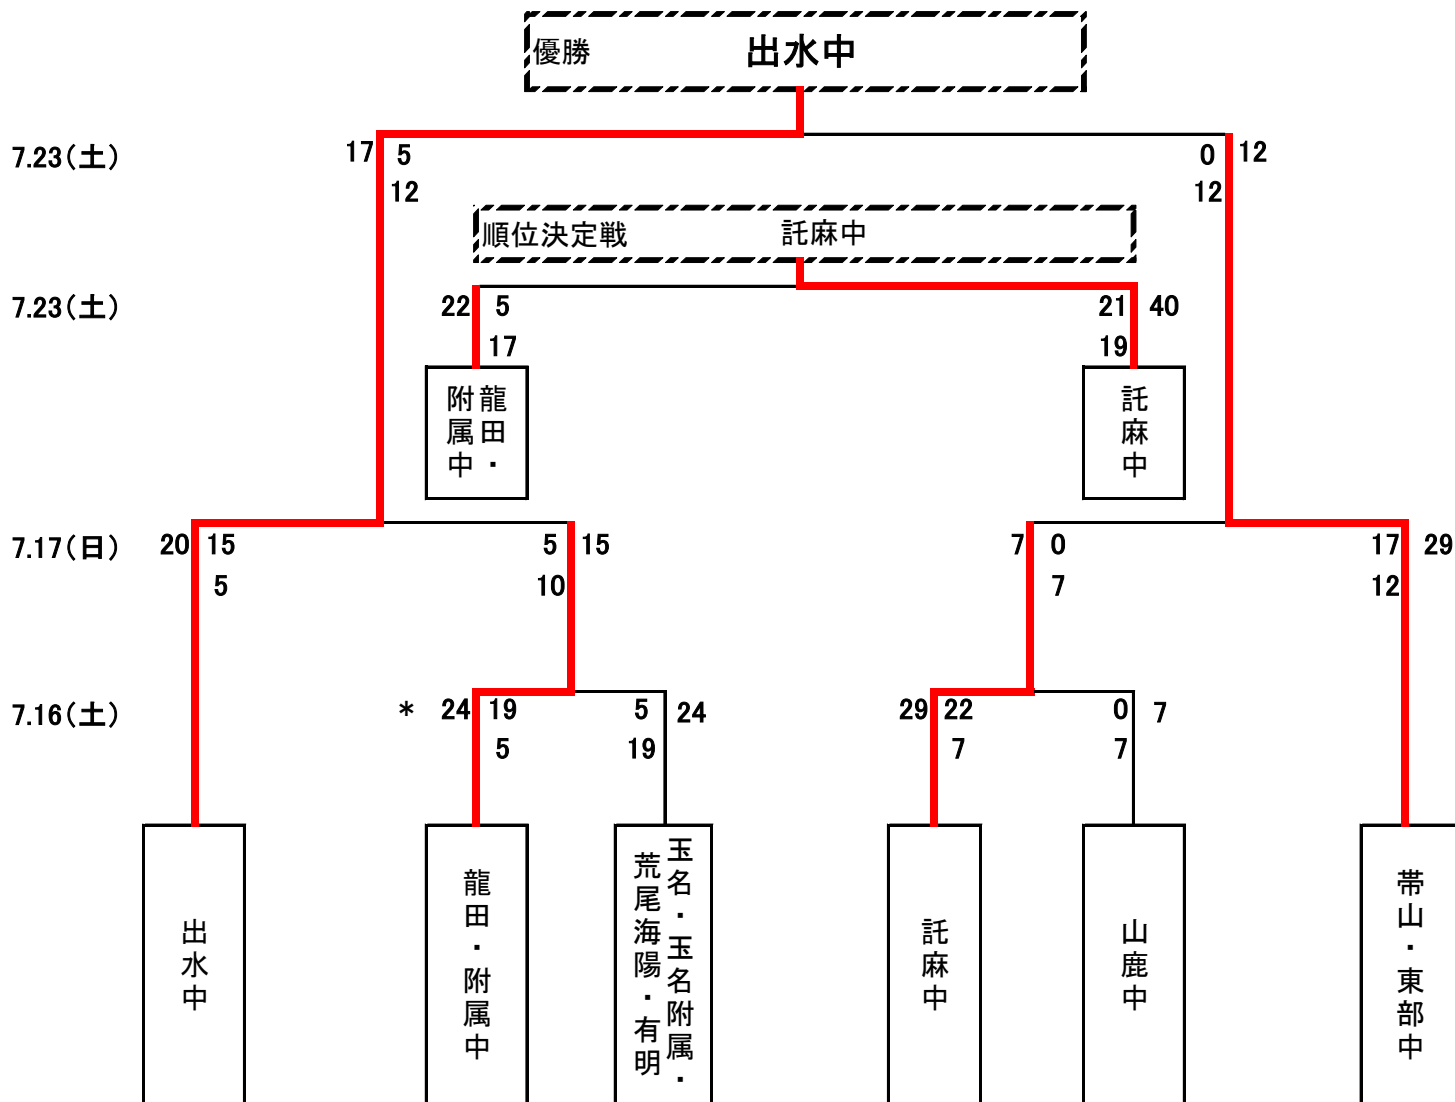 優勝 出水中
7.23(土) 17 5 0 12
12 12
順位決定戦 託麻中
7.23(土) 22 5 21 40
17 19
龍田・
附属中
託麻中
7.17(日) 20 15 5 15 7 0 17 29
5 10 7 12
7.16(土) * 24 19 5 24 29 22 0 7
5 19 7 7
出水中
龍田・附属中
玉名・玉名附属・
荒尾海陽・有明
託麻中
山鹿中
帯山・東部中